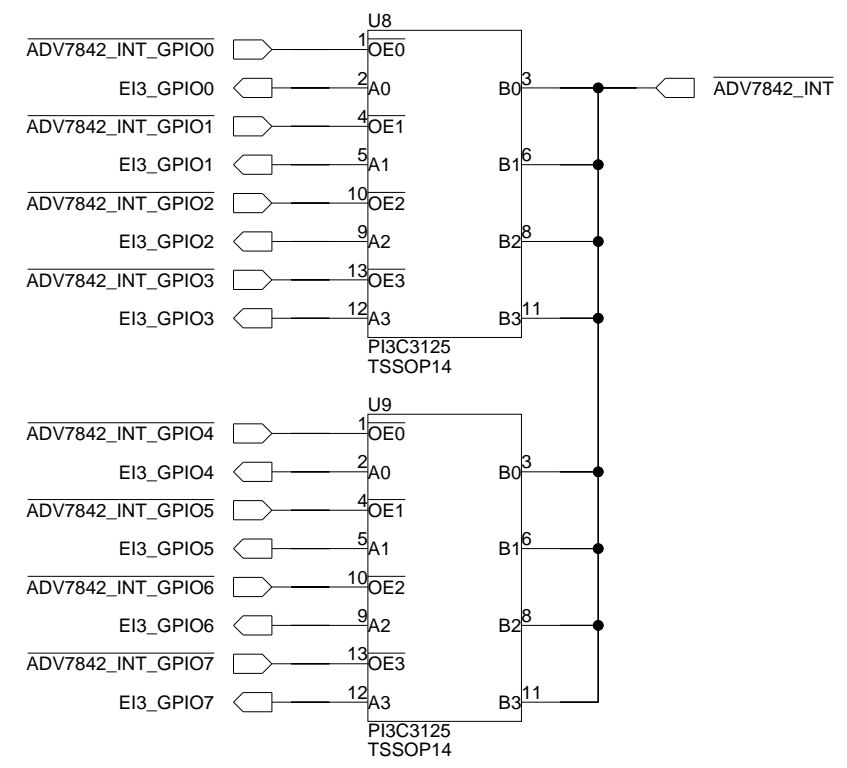 U8
ADV7842_INT_GPIO0 1 OE0
EI3_GPIO0 2 A0 B0 3 ADV7842_INT
ADV7842_INT_GPIO1 4 OE1
EI3_GPIO1 5 A1 B1 6
ADV7842_INT_GPIO2 10 OE2
EI3_GPIO2 9 A2 B2 8
ADV7842_INT_GPIO3 13 OE3
EI3_GPIO3 12 A3 B3 11
PI3C3125
TSSOP14
U9
ADV7842_INT_GPIO4 1 OE0
EI3_GPIO4 2 A0 B0 3
ADV7842_INT_GPIO5 4 OE1
EI3_GPIO5 5 A1 B1 6
ADV7842_INT_GPIO6 10 OE2
EI3_GPIO6 9 A2 B2 8
ADV7842_INT_GPIO7 13 OE3
EI3_GPIO7 12 A3 B3 11
PI3C3125
TSSOP14